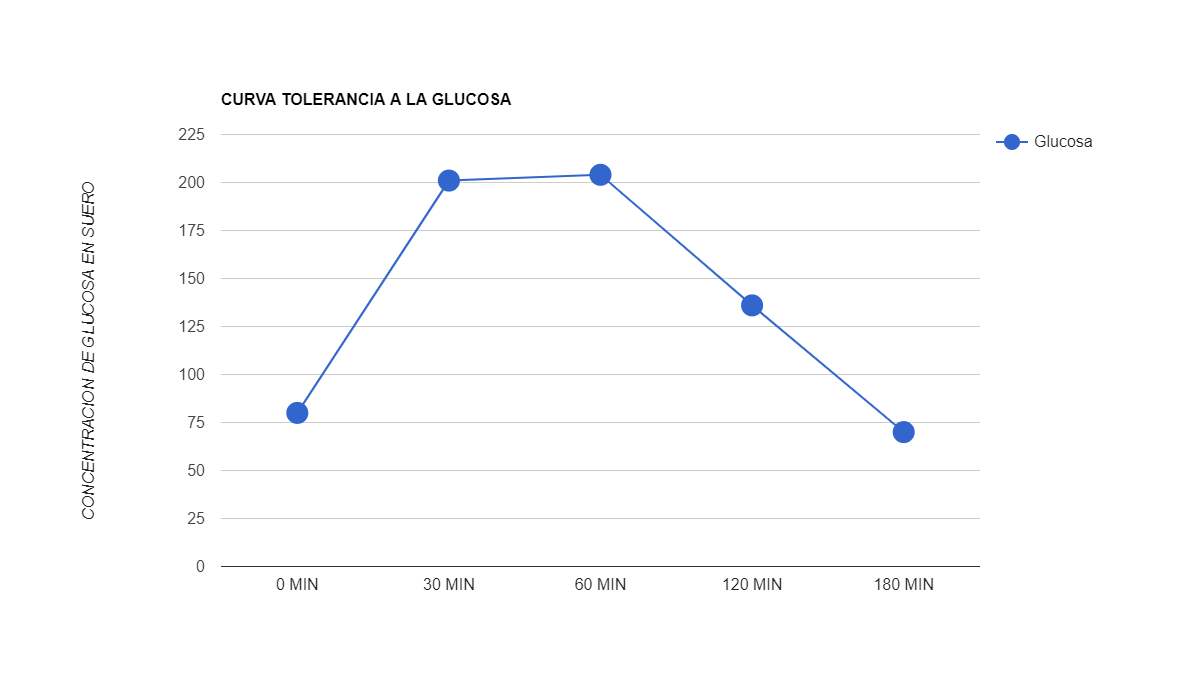 CURVA TOLERANCIA A LA GLUCOSA
Glucosa
CONCENTRACION DE GLUCOSA EN SUERO
225
200
175
150
125
100
75
50
25
0
0 MIN
30 MIN
60 MIN
120 MIN
180 MIN